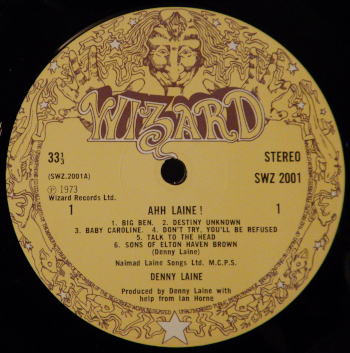 WIZARD
33⅓
STEREO
(SWZ.2001A)
SWZ 2001
℗ 1973
Wizard Records Ltd.
1
AHH LAINE!
1
1. BIG BEN. 2. DESTINY UNKNOWN
3. BABY CAROLINE. 4. DON'T TRY, YOU'LL BE REFUSED
5. TALK TO THE HEAD
6. SONS OF ELTON HAVEN BROWN
(Denny Laine)
Naimad Laine Songs Ltd. M.C.P.S.
DENNY LAINE
Produced by Denny Laine with
help from Ian Horne